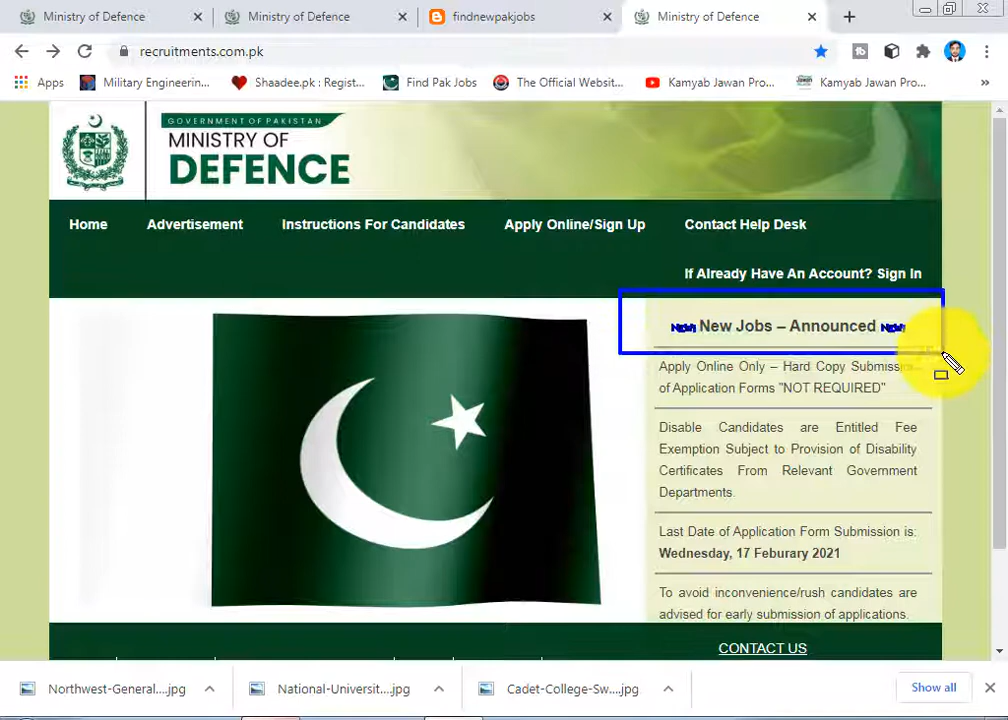 Ministry of Defence
Ministry of Defence
findnewpakjobs
Ministry of Defence
recruitments.com.pk
Apps
Military Engineerin...
Shaadee.pk : Regist...
Find Pak Jobs
The Official Websit...
Kamyab Jawan Pro...
Kamyab Jawan Pro...
GOVERNMENT OF PAKISTAN
MINISTRY OF
DEFENCE
Home
Advertisement
Instructions For Candidates
Apply Online/Sign Up
Contact Help Desk
If Already Have An Account? Sign In
New Jobs – Announced
Apply Online Only – Hard Copy
of Application Forms "NOT REQUIRED"
Disable Candidates are Entitled Fee
Exemption Subject to Provision of Disability
Certificates From Relevant Government
Departments.
Last Date of Application Form Submission is:
Wednesday, 17 Feburary 2021
To avoid inconvenience/rush candidates are
advised for early submission of applications.
CONTACT US
Northwest-General....jpg
National-Universit....jpg
Cadet-College-Sw....jpg
Show all